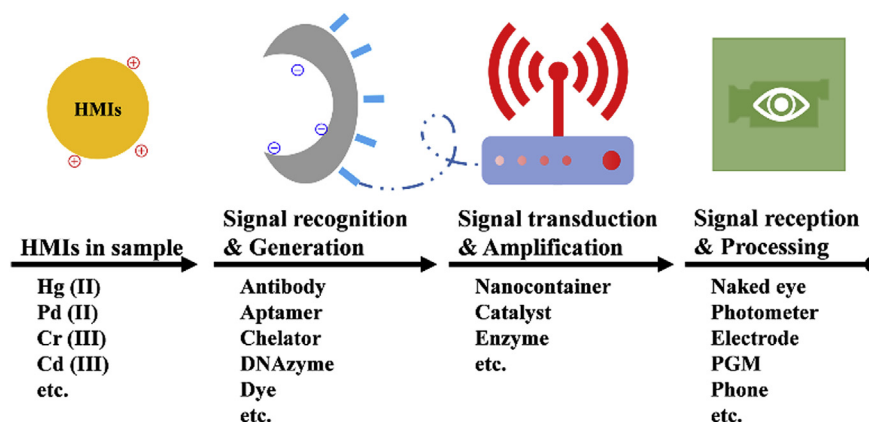 HMIs
HMIs in sample
Hg (II)
Pd (II)
Cr (III)
Cd (III)
etc.
Signal recognition
& Generation
Antibody
Aptamer
Chelator
DNAzyme
Dye
etc.
Signal transduction
& Amplification
Nanocontainer
Catalyst
Enzyme
etc.
Signal reception
& Processing
Naked eye
Photometer
Electrode
PGM
Phone
etc.